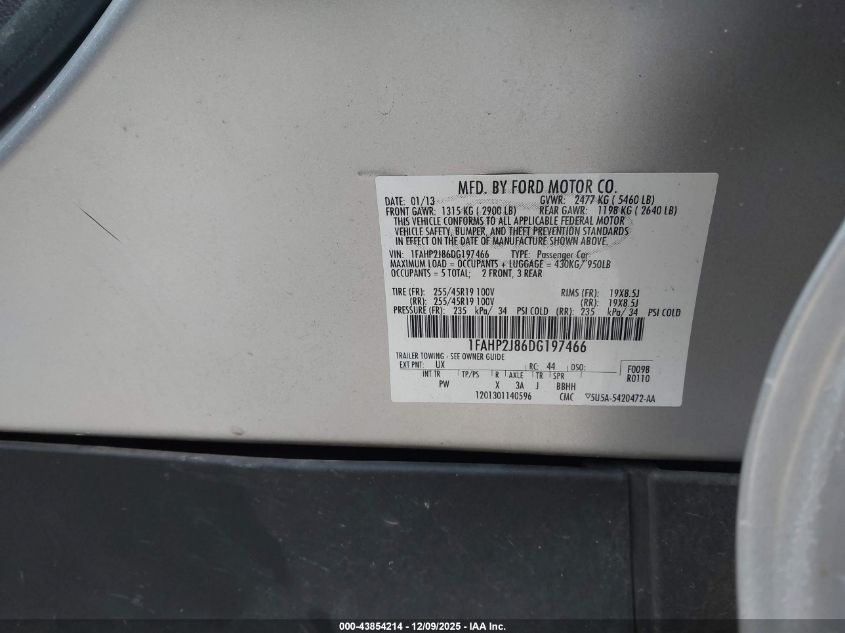 MFD. BY FORD MOTOR CO.
DATE: 01/13 GVWR: 2477 KG ( 5460 LB)
FRONT GAWR: 1315 KG ( 2900 LB) REAR GAWR: 1198 KG ( 2640 LB)
THIS VEHICLE CONFORMS TO ALL APPLICABLE FEDERAL MOTOR
VEHICLE SAFETY, BUMPER, AND THEFT PREVENTION STANDARDS
IN EFFECT ON THE DATE OF MANUFACTURE SHOWN ABOVE.
VIN: 1FAHP2J86DG197466 TYPE: Passenger Car
MAXIMUM LOAD = OCCUPANTS + LUGGAGE = 430KG/ 950LB
OCCUPANTS = 5 TOTAL; 2 FRONT, 3 REAR
TIRE (FR): 255/45R19 100V RIMS (FR): 19X8.5J
(RR): 255/45R19 100V (RR): 19X8.5J
PRESSURE (FR): 235 kPa/ 34 PSI COLD (RR): 235 kPa/ 34 PSI COLD
1FAHP2J86DG197466
TRAILER TOWING - SEE OWNER GUIDE
EXT PNT: UX RC: 44 DSO: F0098
INT TR TP/PS R AXLE TR SPR R0110
PW X 3A J BBHH
1201301140596 CMC ▽5U5A-5420472-AA
000-43854214 - 12/09/2025 - IAA Inc.